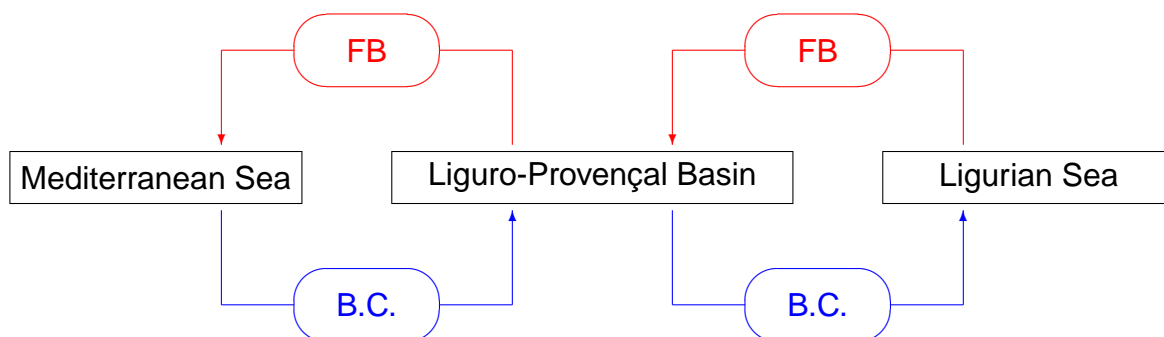 FB
FB
Mediterranean Sea
Liguro-Provençal Basin
Ligurian Sea
B.C.
B.C.